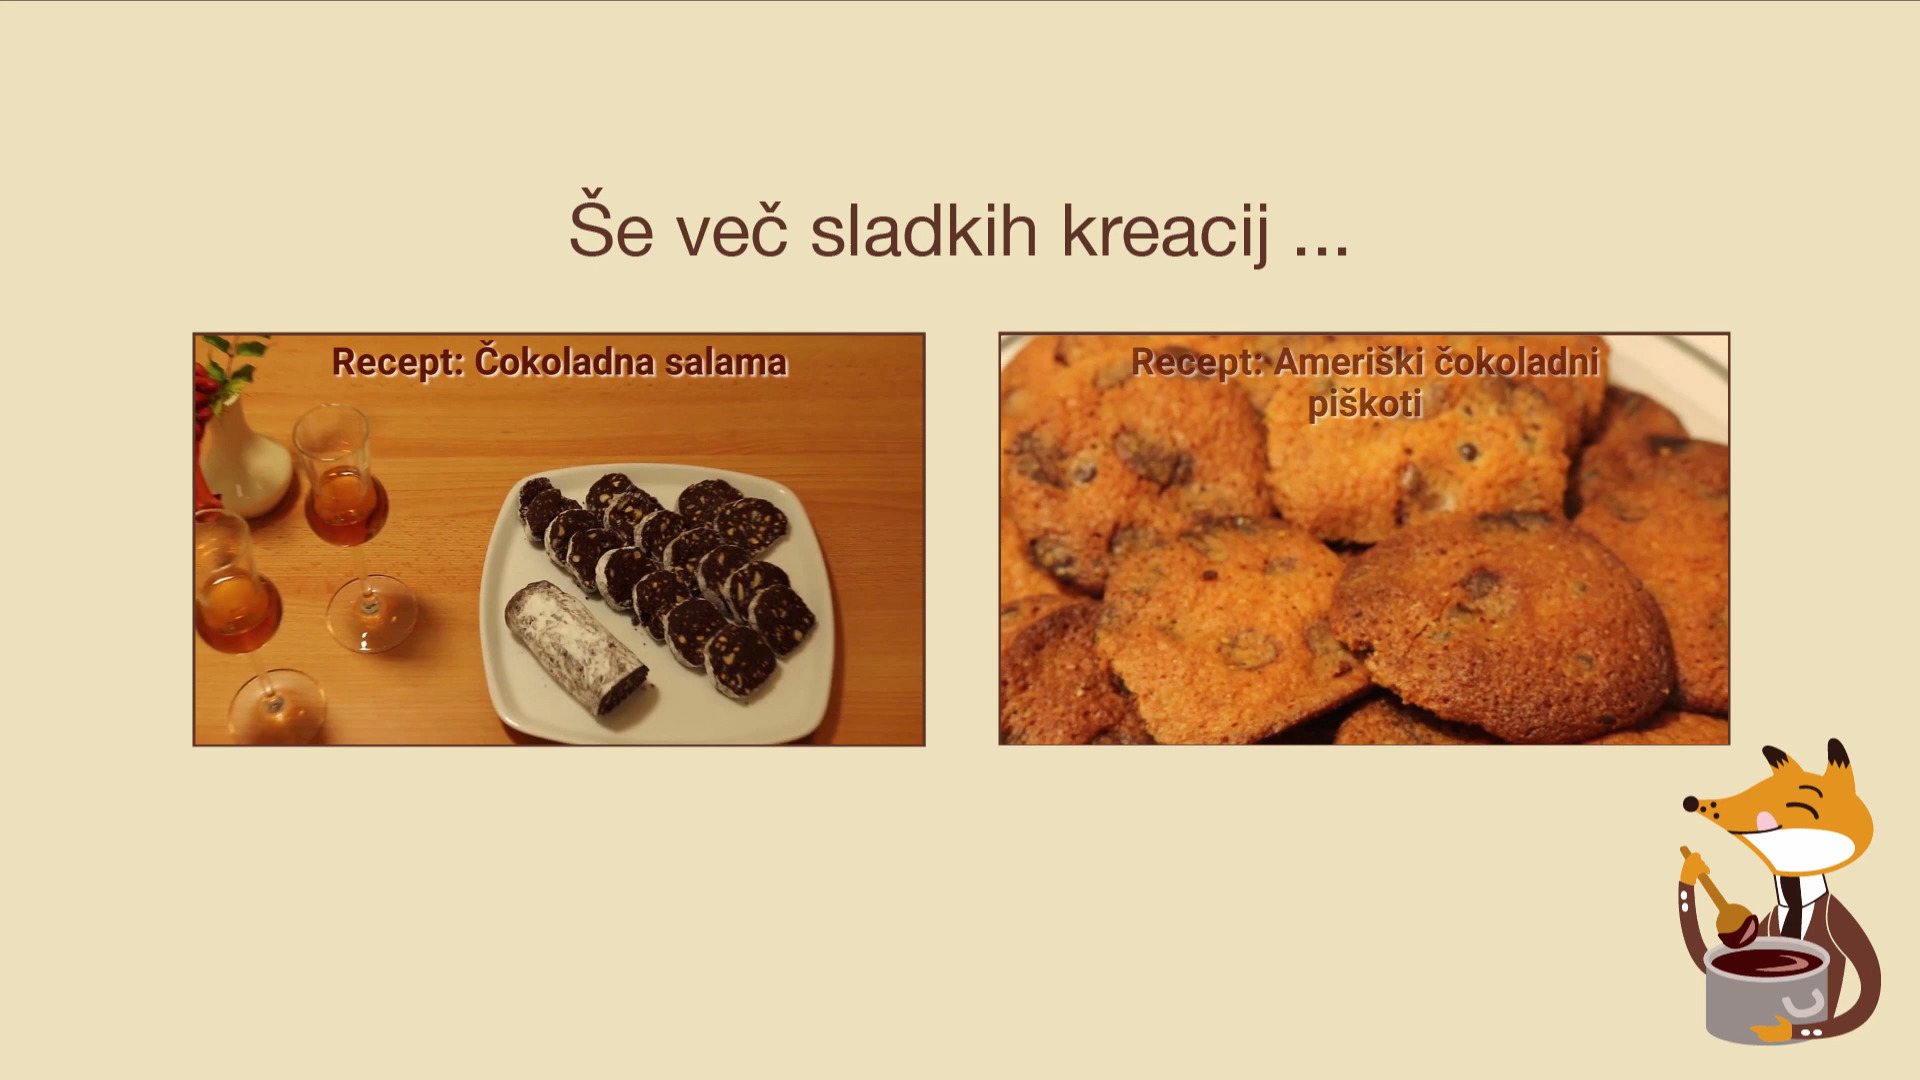 Še več sladkih kreacij ...
Recept: Čokoladna salama
Recept: Ameriški čokoladni
piškoti